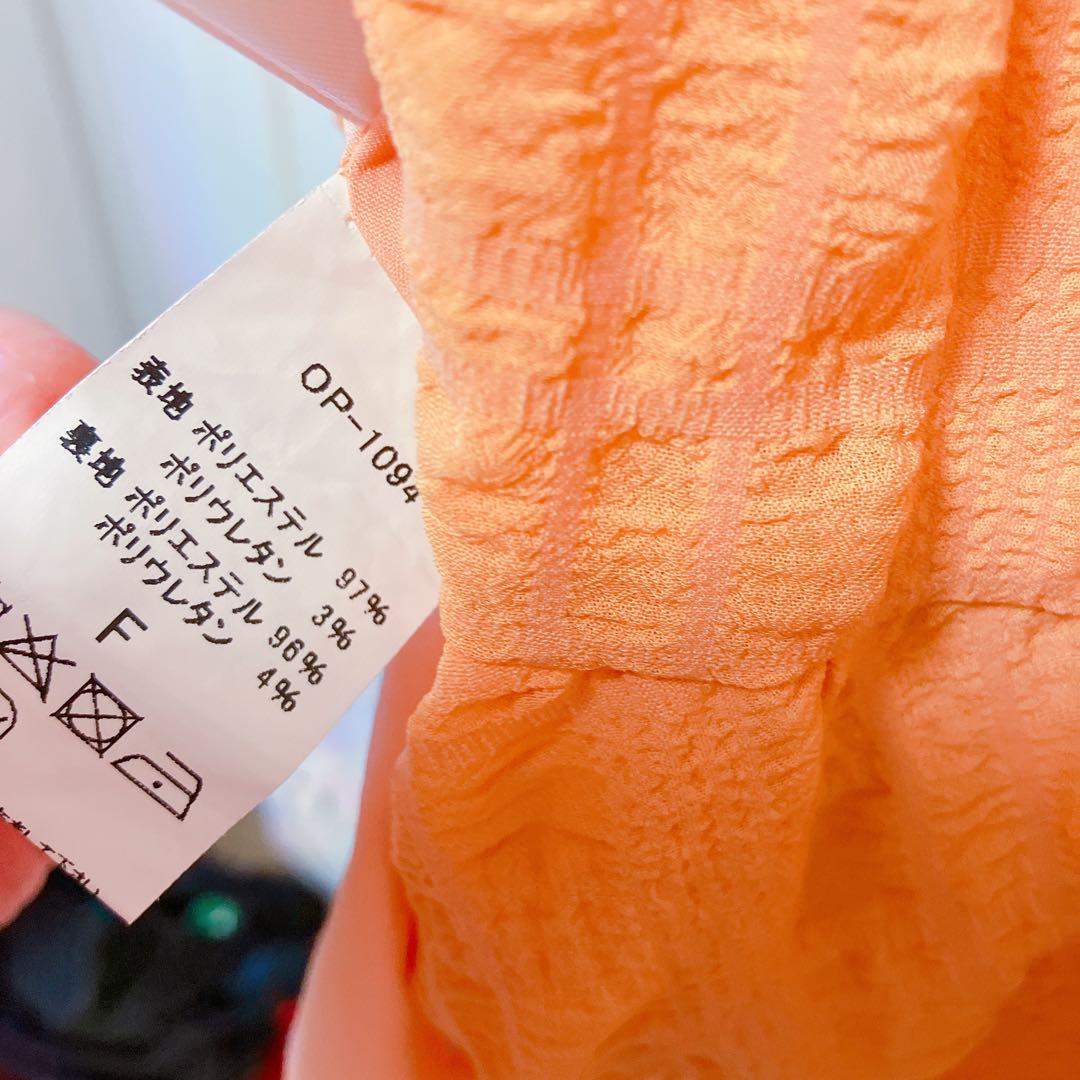 OP-1094
表地 ポリエステル 97%
ポリウレタン 3%
裏地 ポリエステル 96%
ポリウレタン 4%
F